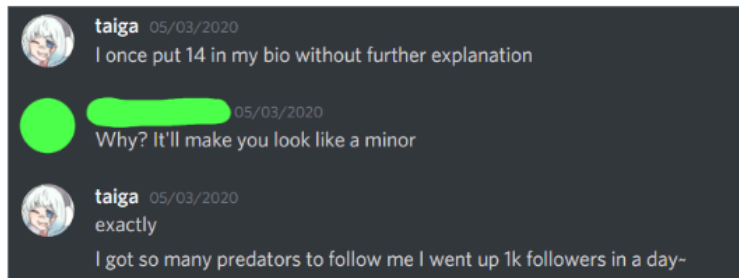 taiga 05/03/2020
I once put 14 in my bio without further explanation
05/03/2020
Why? It'll make you look like a minor
taiga 05/03/2020
exactly
I got so many predators to follow me I went up 1k followers in a day~